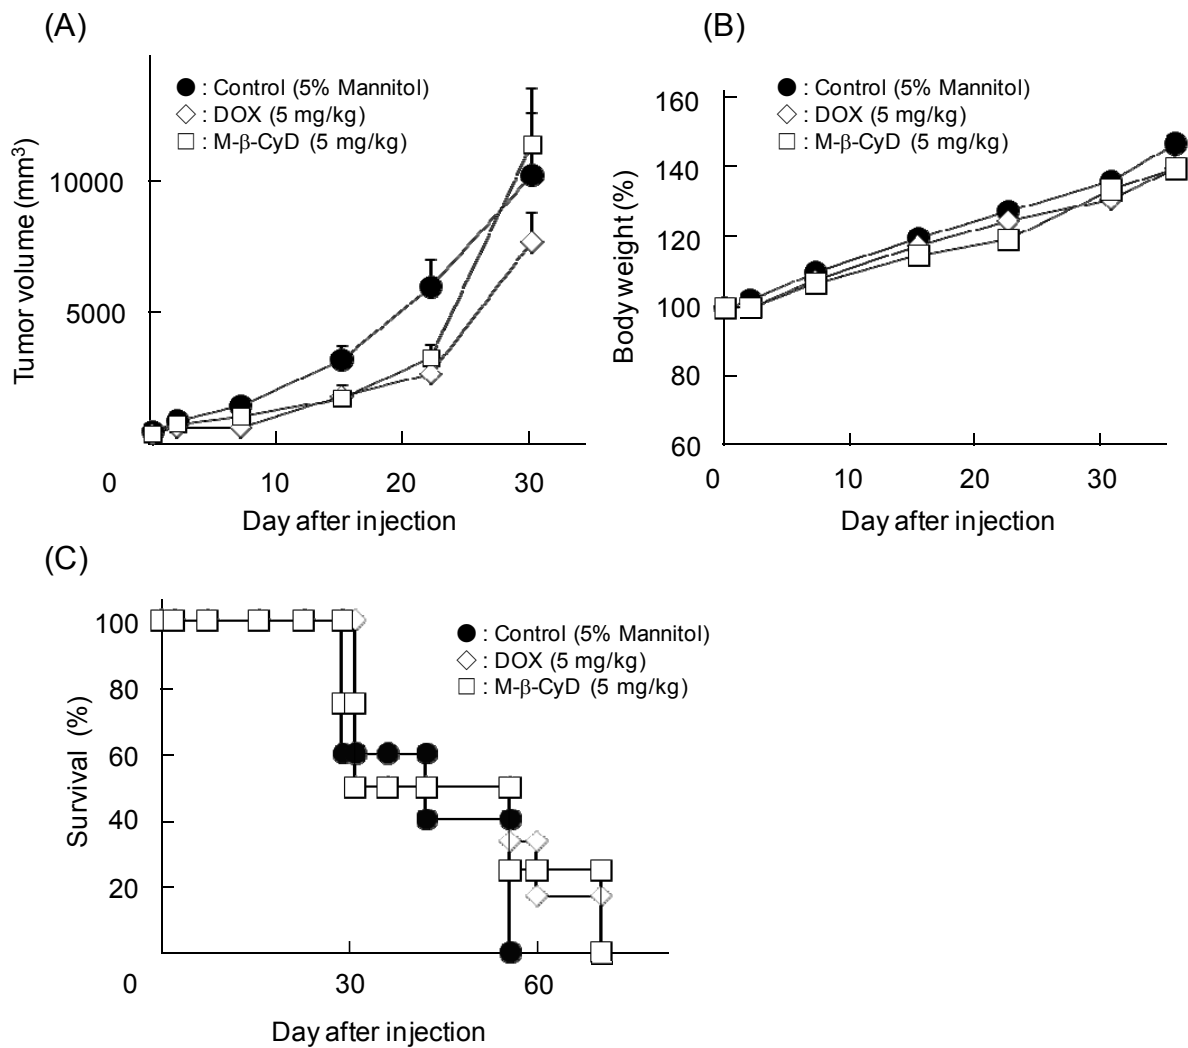 (A)
● : Control (5% Mannitol)
◇ : DOX (5 mg/kg)
□ : M-β-CyD (5 mg/kg)
Tumor volume (mm³)
10000
5000
0 10 20 30
Day after injection
(B)
● : Control (5% Mannitol)
◇ : DOX (5 mg/kg)
□ : M-β-CyD (5 mg/kg)
Body weight (%)
160
140
120
100
80
60
0 10 20 30
Day after injection
(C)
● : Control (5% Mannitol)
◇ : DOX (5 mg/kg)
□ : M-β-CyD (5 mg/kg)
Survival (%)
100
80
60
40
20
0 30 60
Day after injection